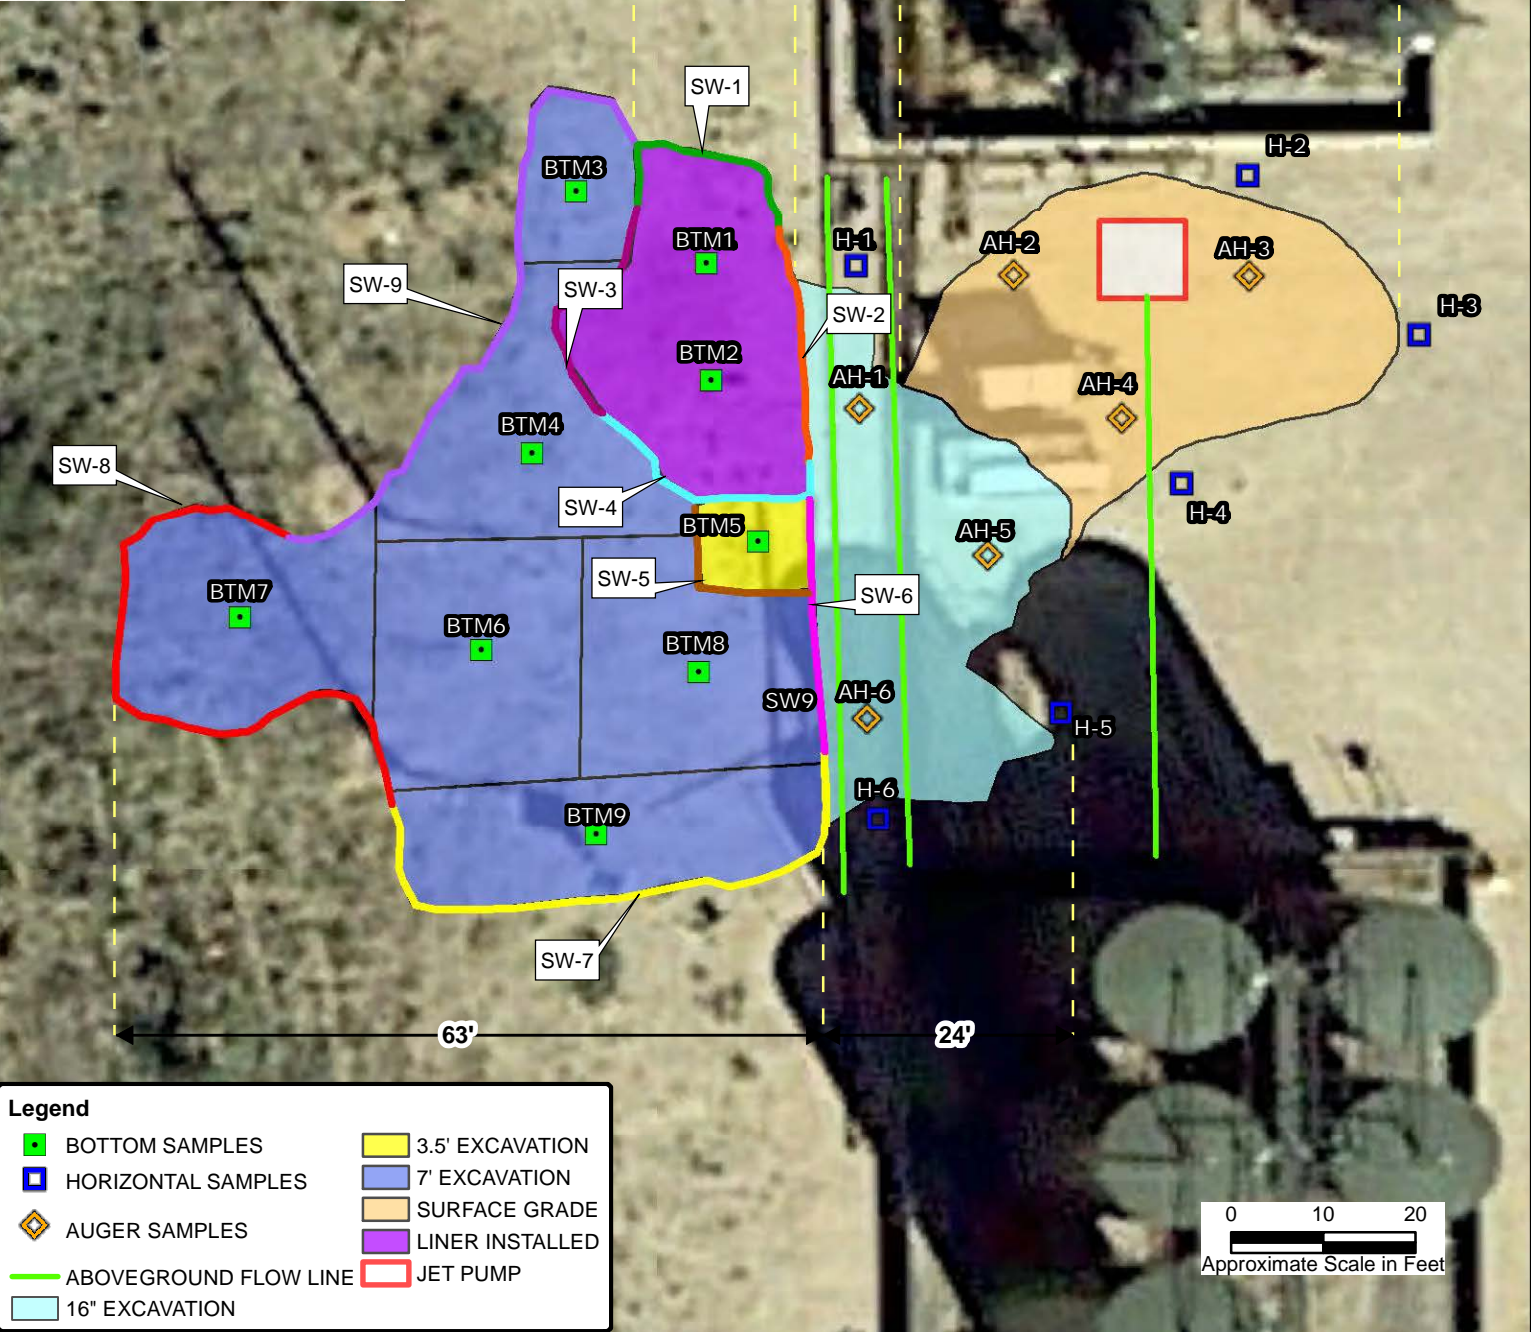 SW-1
H-2
BTM3
BTM1
H-1
AH-2
AH-3
SW-9
SW-3
SW-2
H-3
BTM2
AH-1
AH-4
BTM4
SW-8
SW-4
H-4
BTM5
AH-5
SW-5
SW-6
BTM7
BTM6
BTM8
SW9
AH-6
H-5
H-6
BTM9
SW-7
63'
24'
Legend
BOTTOM SAMPLES
HORIZONTAL SAMPLES
AUGER SAMPLES
ABOVEGROUND FLOW LINE
16" EXCAVATION
3.5' EXCAVATION
7' EXCAVATION
SURFACE GRADE
LINER INSTALLED
JET PUMP
0 10 20
Approximate Scale in Feet